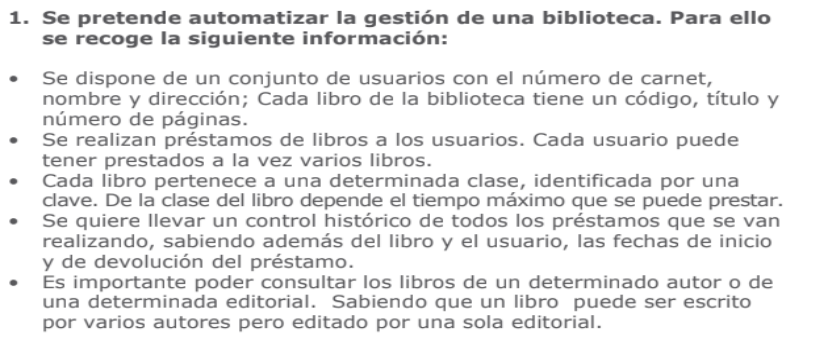 1. Se pretende automatizar la gestión de una biblioteca. Para ello
se recoge la siguiente información:
• Se dispone de un conjunto de usuarios con el número de carnet,
nombre y dirección; Cada libro de la biblioteca tiene un código, título y
número de páginas.
• Se realizan préstamos de libros a los usuarios. Cada usuario puede
tener prestados a la vez varios libros.
• Cada libro pertenece a una determinada clase, identificada por una
clave. De la clase del libro depende el tiempo máximo que se puede prestar.
• Se quiere llevar un control histórico de todos los préstamos que se van
realizando, sabiendo además del libro y el usuario, las fechas de inicio
y de devolución del préstamo.
• Es importante poder consultar los libros de un determinado autor o de
una determinada editorial. Sabiendo que un libro puede ser escrito
por varios autores pero editado por una sola editorial.